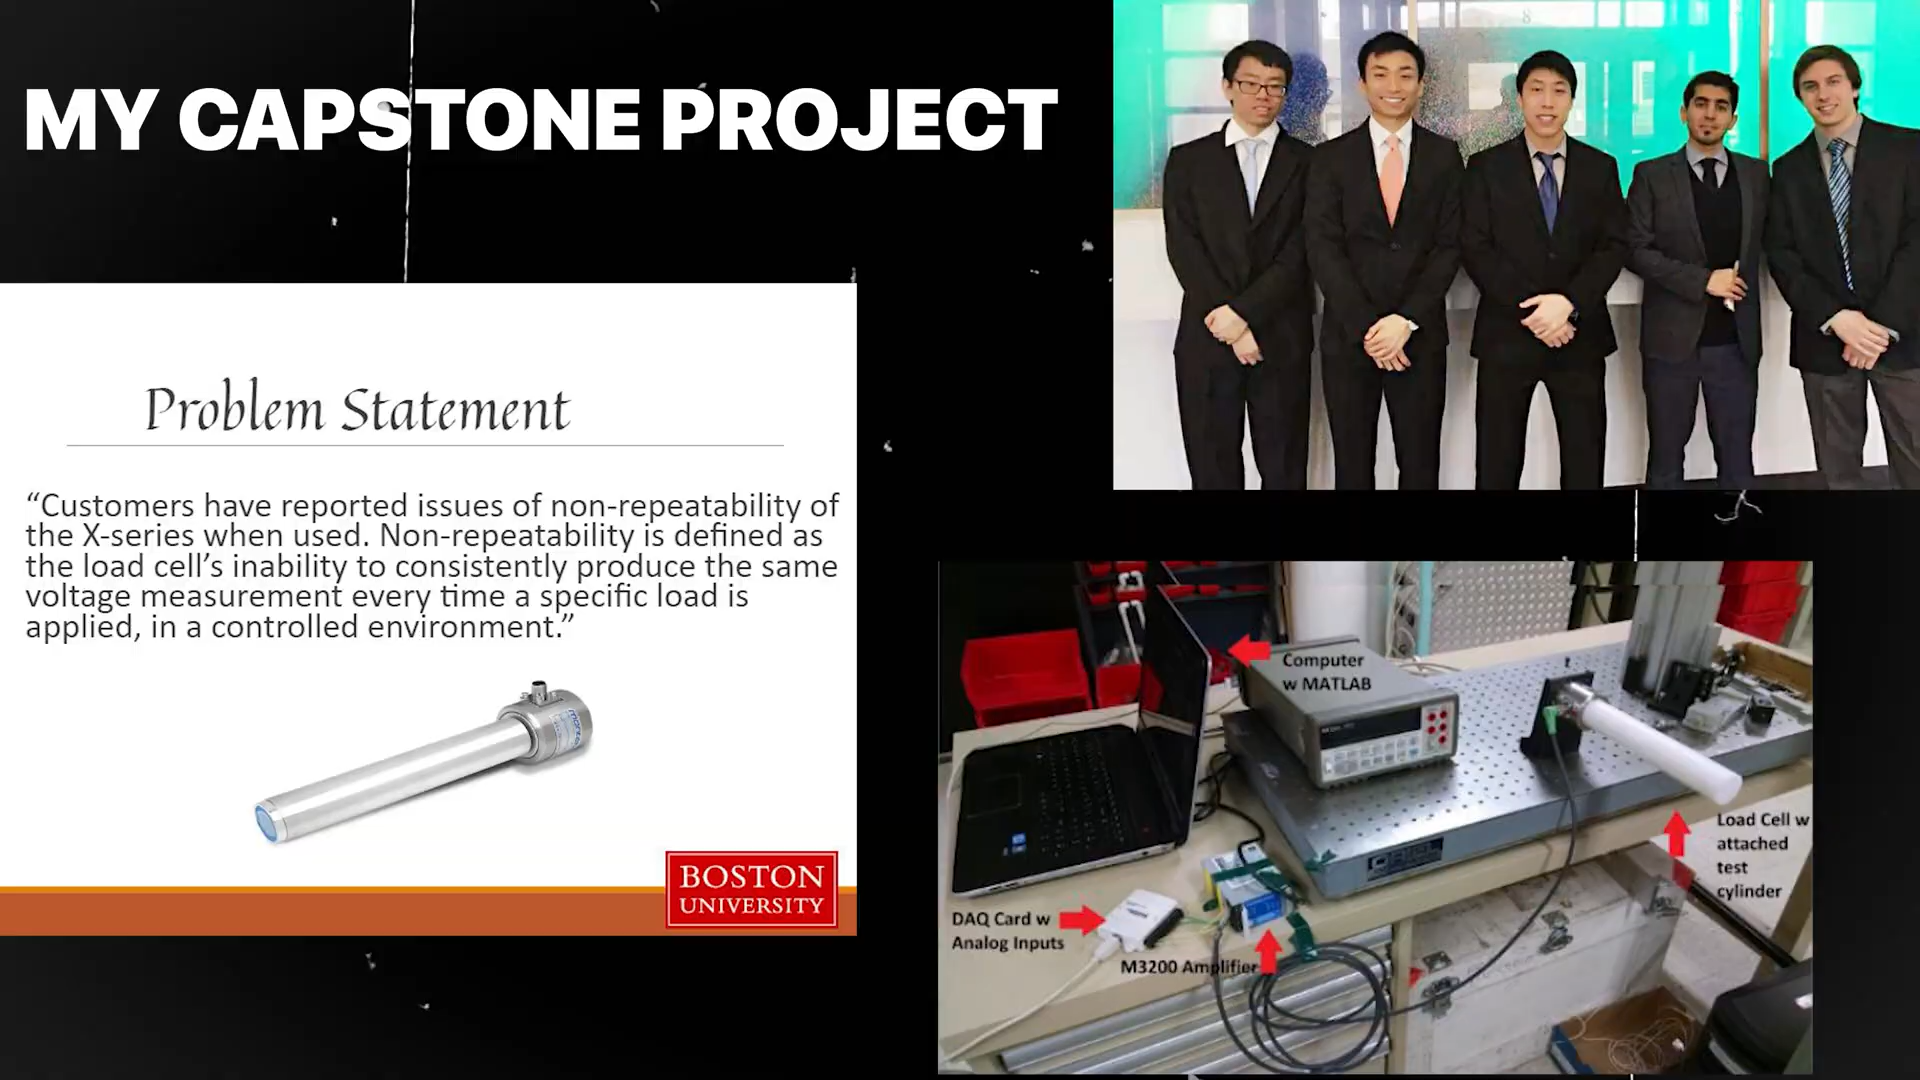 MY CAPSTONE PROJECT
Problem Statement
“Customers have reported issues of non-repeatability of
the X-series when used. Non-repeatability is defined as
the load cell’s inability to consistently produce the same
voltage measurement every time a specific load is
applied, in a controlled environment.”
BOSTON
UNIVERSITY
Computer
w MATLAB
Load Cell w
attached
test
cylinder
DAQ Card w
Analog Inputs
M3200 Amplifier